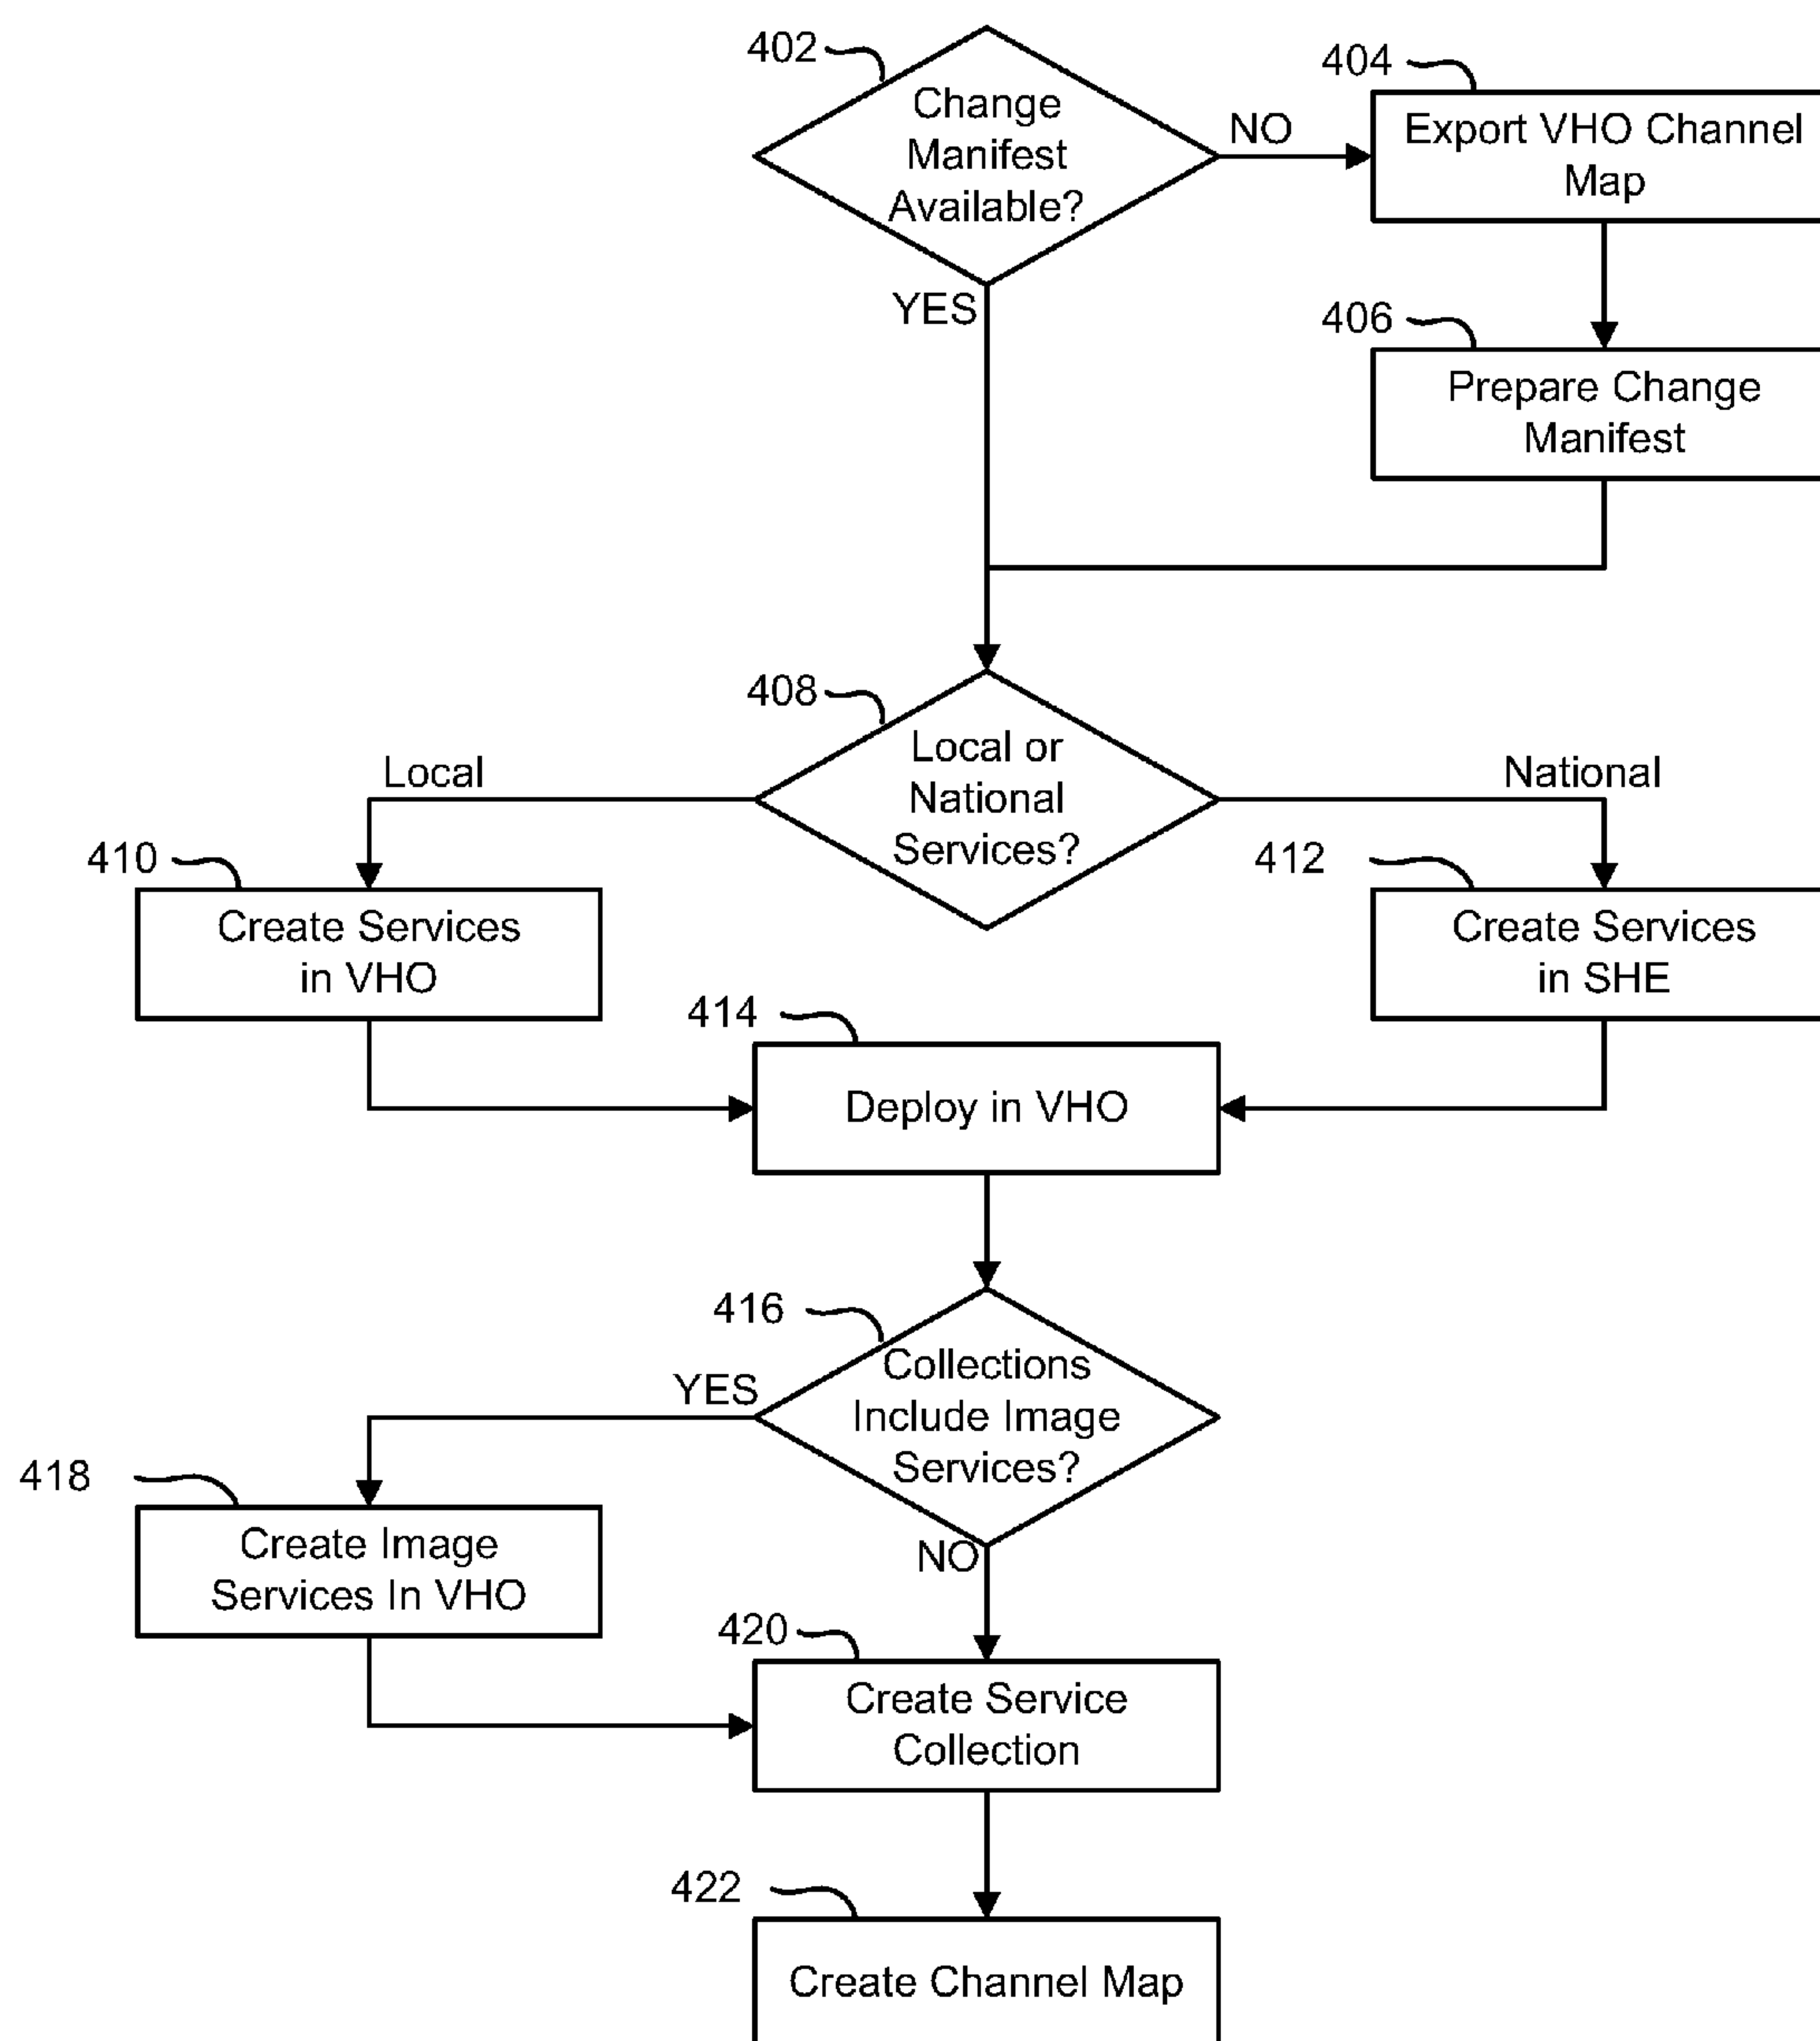 402
Change
Manifest
Available?
NO
404
Export VHO Channel
Map
YES
406
Prepare Change
Manifest
408
Local or
National
Services?
Local
National
410
Create Services
in VHO
412
Create Services
in SHE
414
Deploy in VHO
416
Collections
Include Image
Services?
YES
418
Create Image
Services In VHO
NO
420
Create Service
Collection
422
Create Channel Map